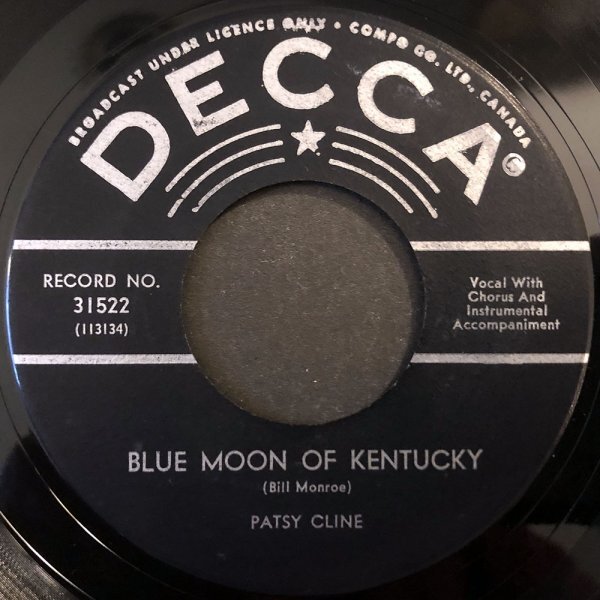 BROADCAST UNDER LICENCE ONLY • COMPO CO. LTD., CANADA
DECCA®
RECORD NO.
31522
(113134)
Vocal With
Chorus And
Instrumental
Accompaniment
BLUE MOON OF KENTUCKY
(Bill Monroe)
PATSY CLINE